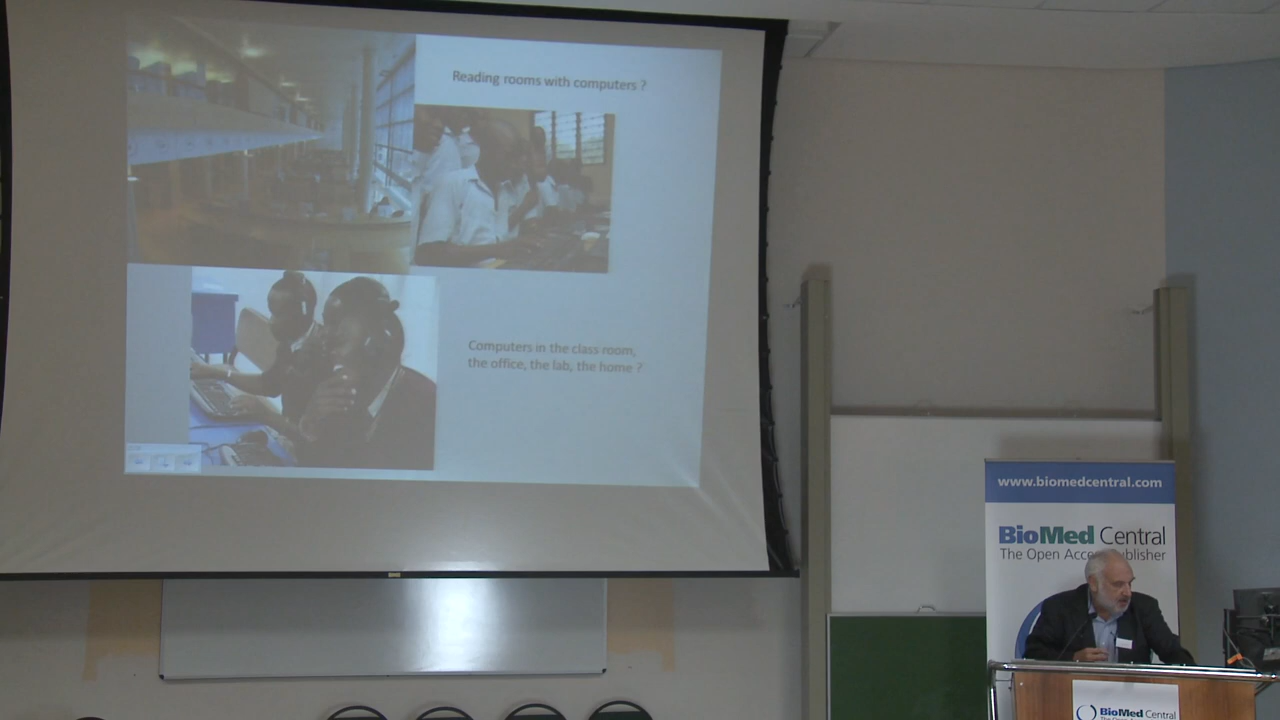 Reading rooms with computers ?
Computers in the class room,
the office, the lab, the home ?
www.biomedcentral.com
BioMed Central
The Open Publisher
BioMed Central